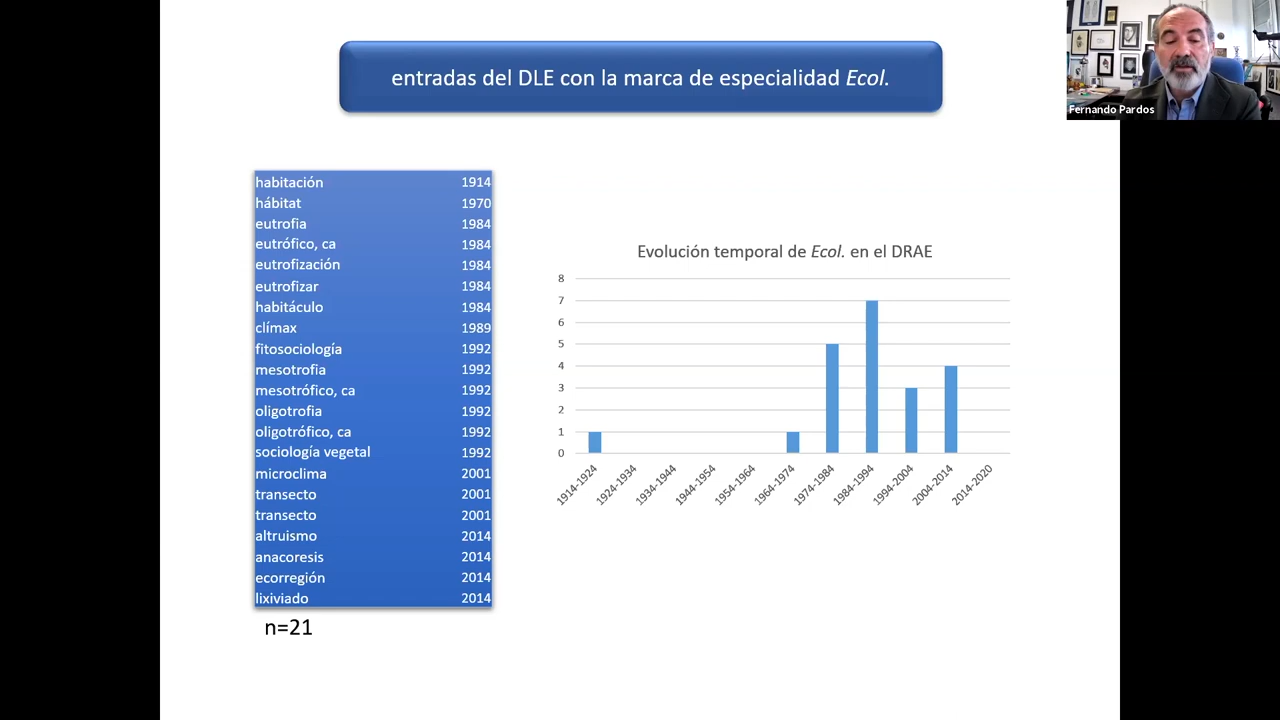 entradas del DLE con la marca de especialidad Ecol.
Fernando Pardos
habitación 1914
hábitat 1970
eutrofia 1984
eutrófico, ca 1984
eutrofización 1984
eutrofizar 1984
habitáculo 1984
clímax 1989
fitosociología 1992
mesotrofia 1992
mesotrófico, ca 1992
oligotrofia 1992
oligotrófico, ca 1992
sociología vegetal 1992
microclima 2001
transecto 2001
transecto 2001
altruismo 2014
anacoresis 2014
ecorregión 2014
lixiviado 2014
n=21
Evolución temporal de Ecol. en el DRAE
8
7
6
5
4
3
2
1
0
1914-1924
1924-1934
1934-1944
1944-1954
1954-1964
1964-1974
1974-1984
1984-1994
1994-2004
2004-2014
2014-2020